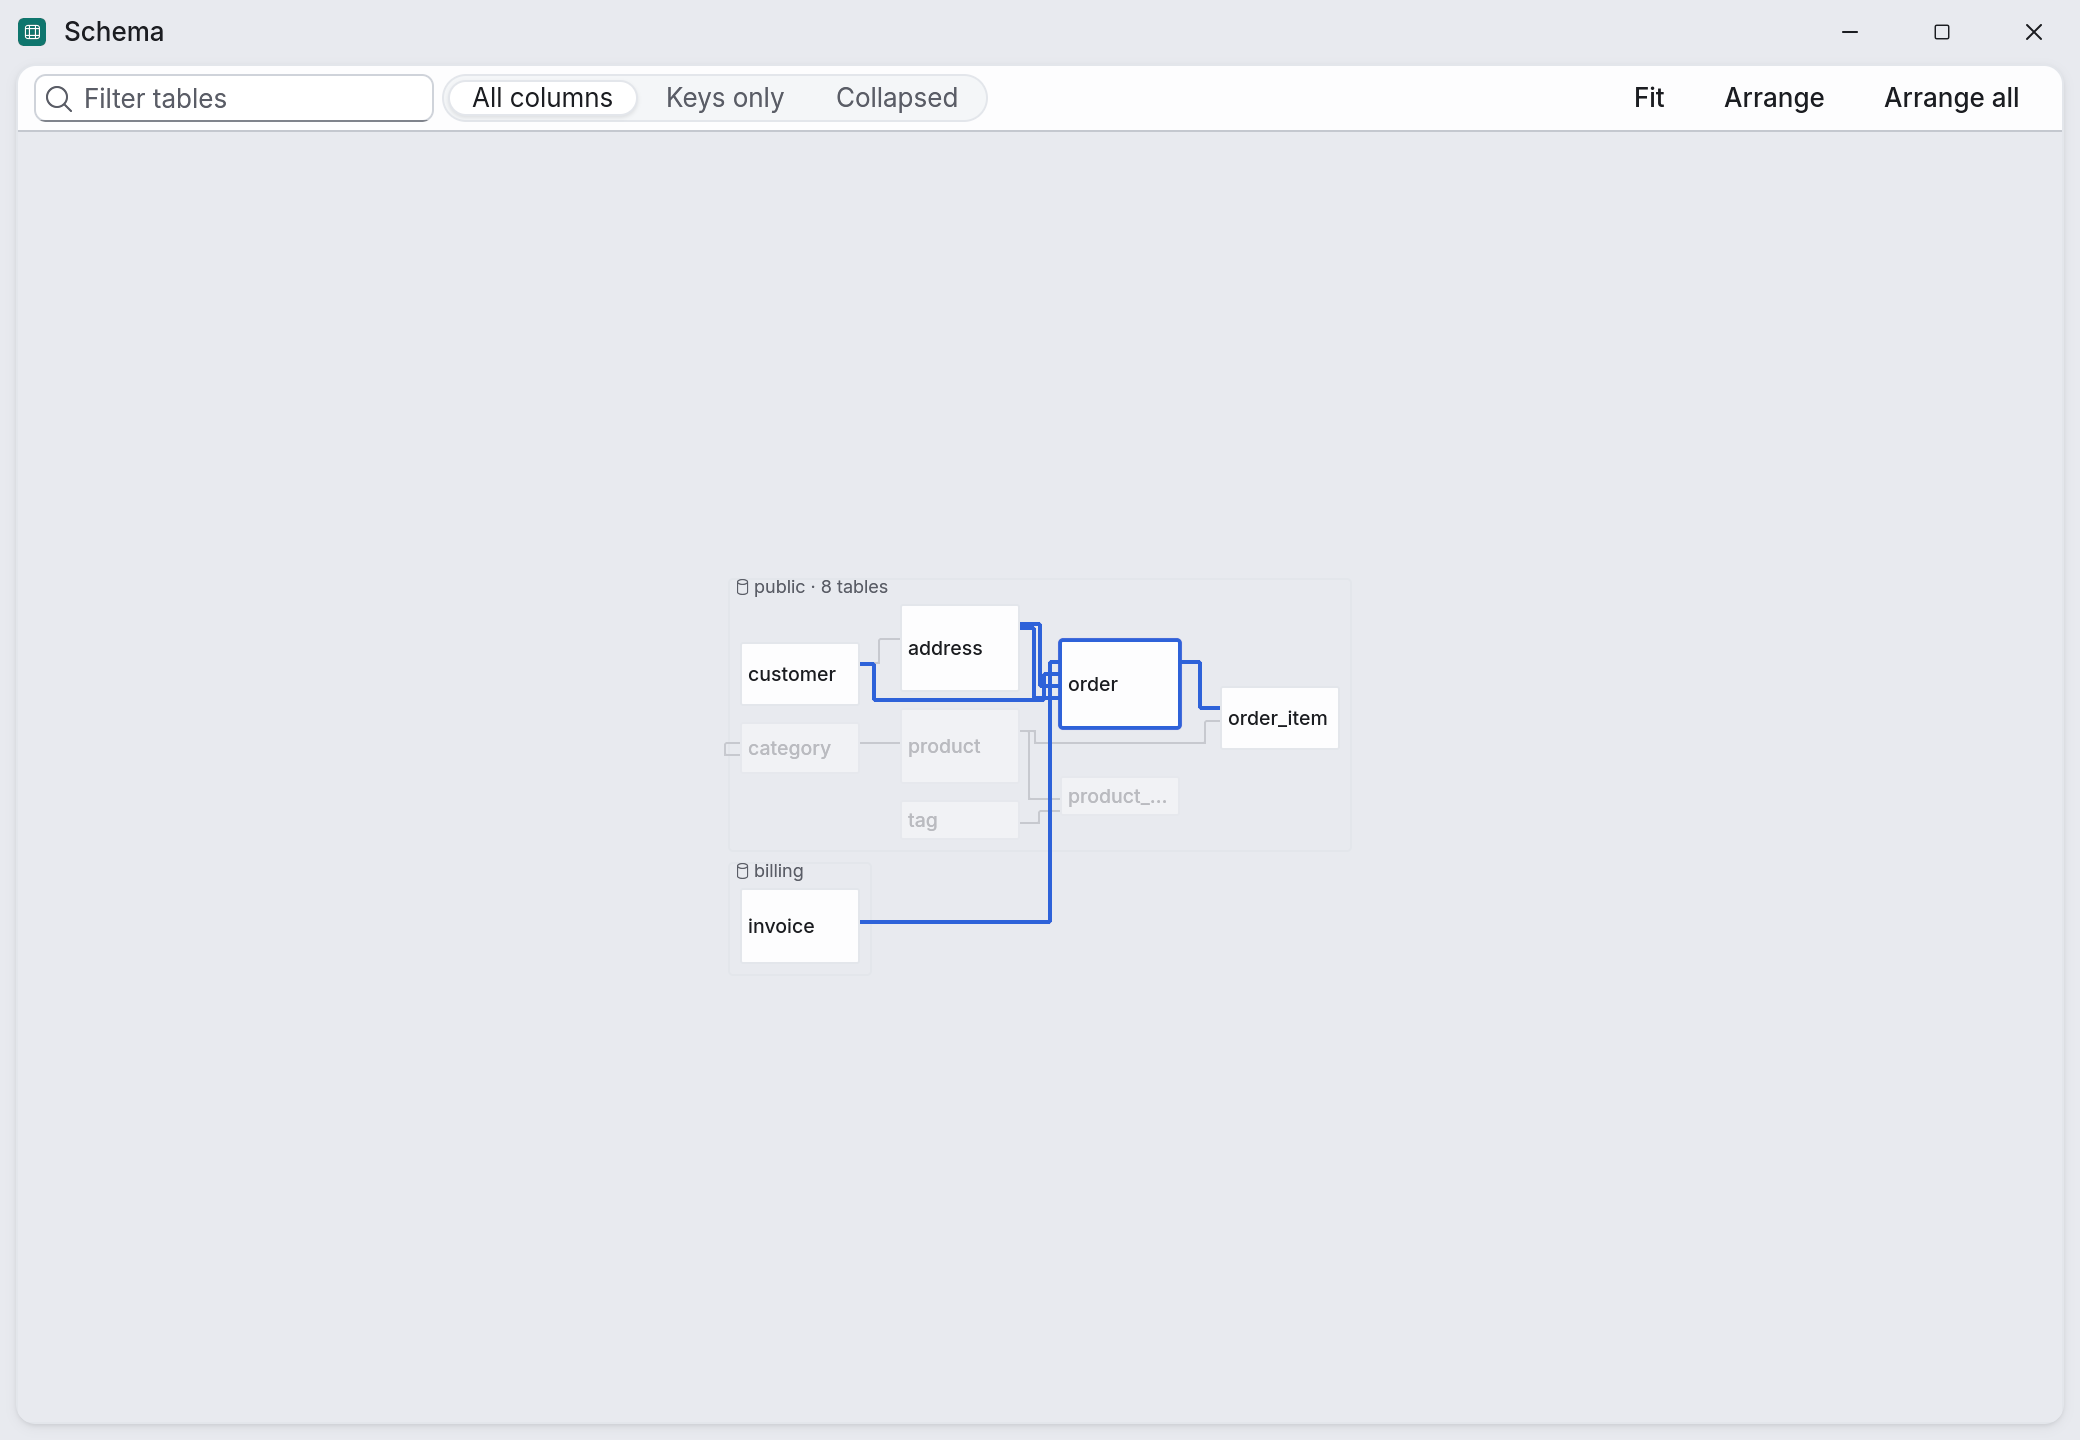 Schema
Filter tables
All columns
Keys only
Collapsed
Fit
Arrange
Arrange all
public · 8 tables
address
customer
order
order_item
category
product
product_...
tag
billing
invoice